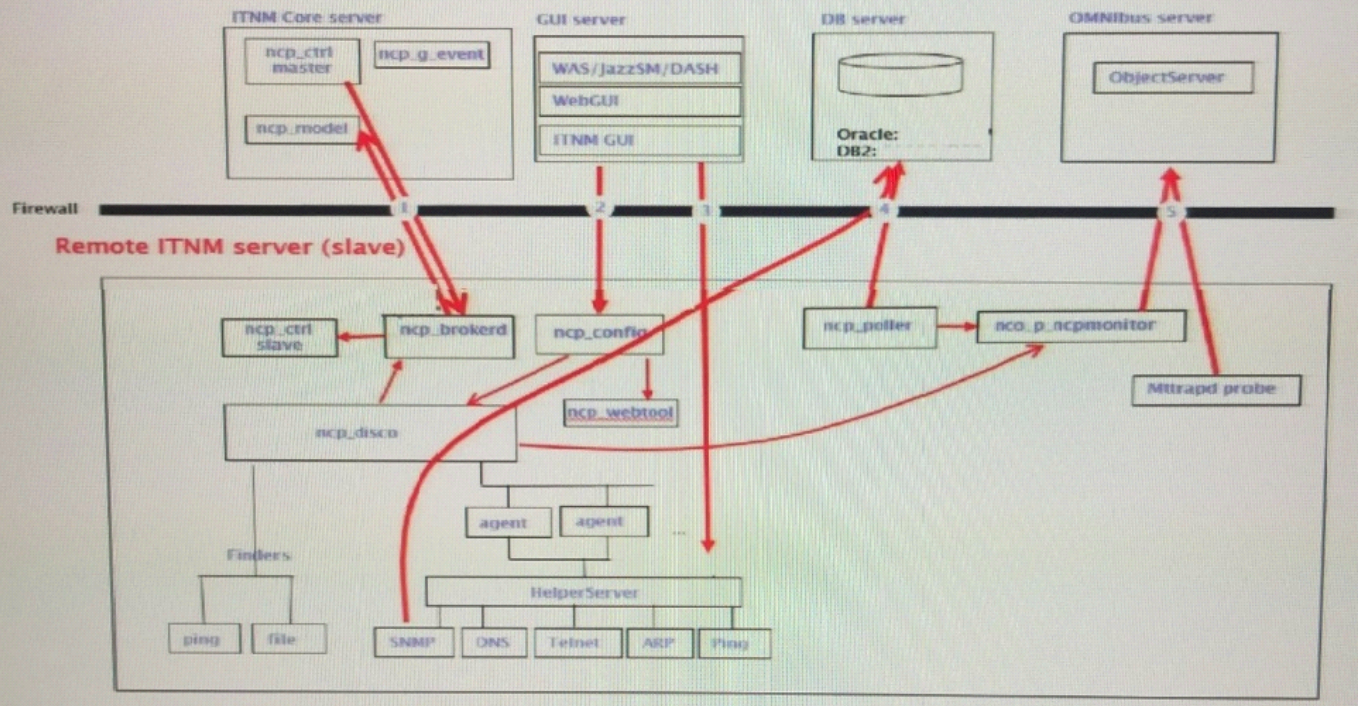 ITNM Core server
GUI server
DB server
OMNIbus server
ncp_ctrl
master
ncp_g_event
ncp_model
WAS/JazzSM/DASH
WebGUI
ITNM GUI
Oracle:
DB2:
ObjectServer
Firewall
1
2
3
4
5
Remote ITNM server (slave)
ncp_ctrl
slave
ncp_brokerd
ncp_config
ncp_poller
nco_p_ncpmonitor
ncp_webtool
Mttrapd probe
ncp_disco
agent
agent
...
Finders
HelperServer
ping
file
SNMP
DNS
Telnet
ARP
Ping